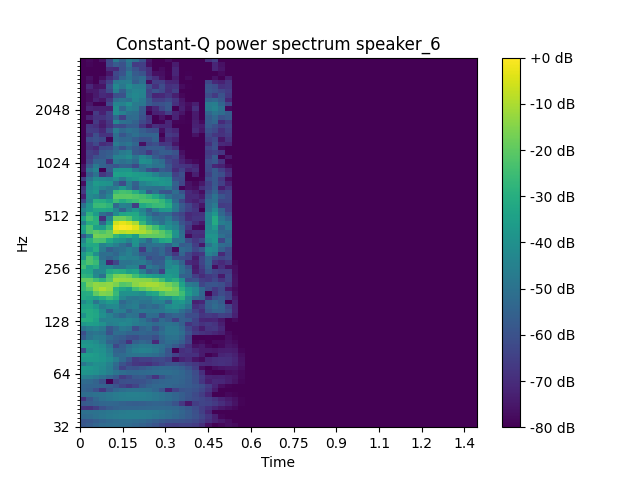 Constant-Q power spectrum speaker_6
Hz
2048
1024
512
256
128
64
32
0 0.15 0.3 0.45 0.6 0.75 0.9 1.1 1.2 1.4
Time
+0 dB
-10 dB
-20 dB
-30 dB
-40 dB
-50 dB
-60 dB
-70 dB
-80 dB